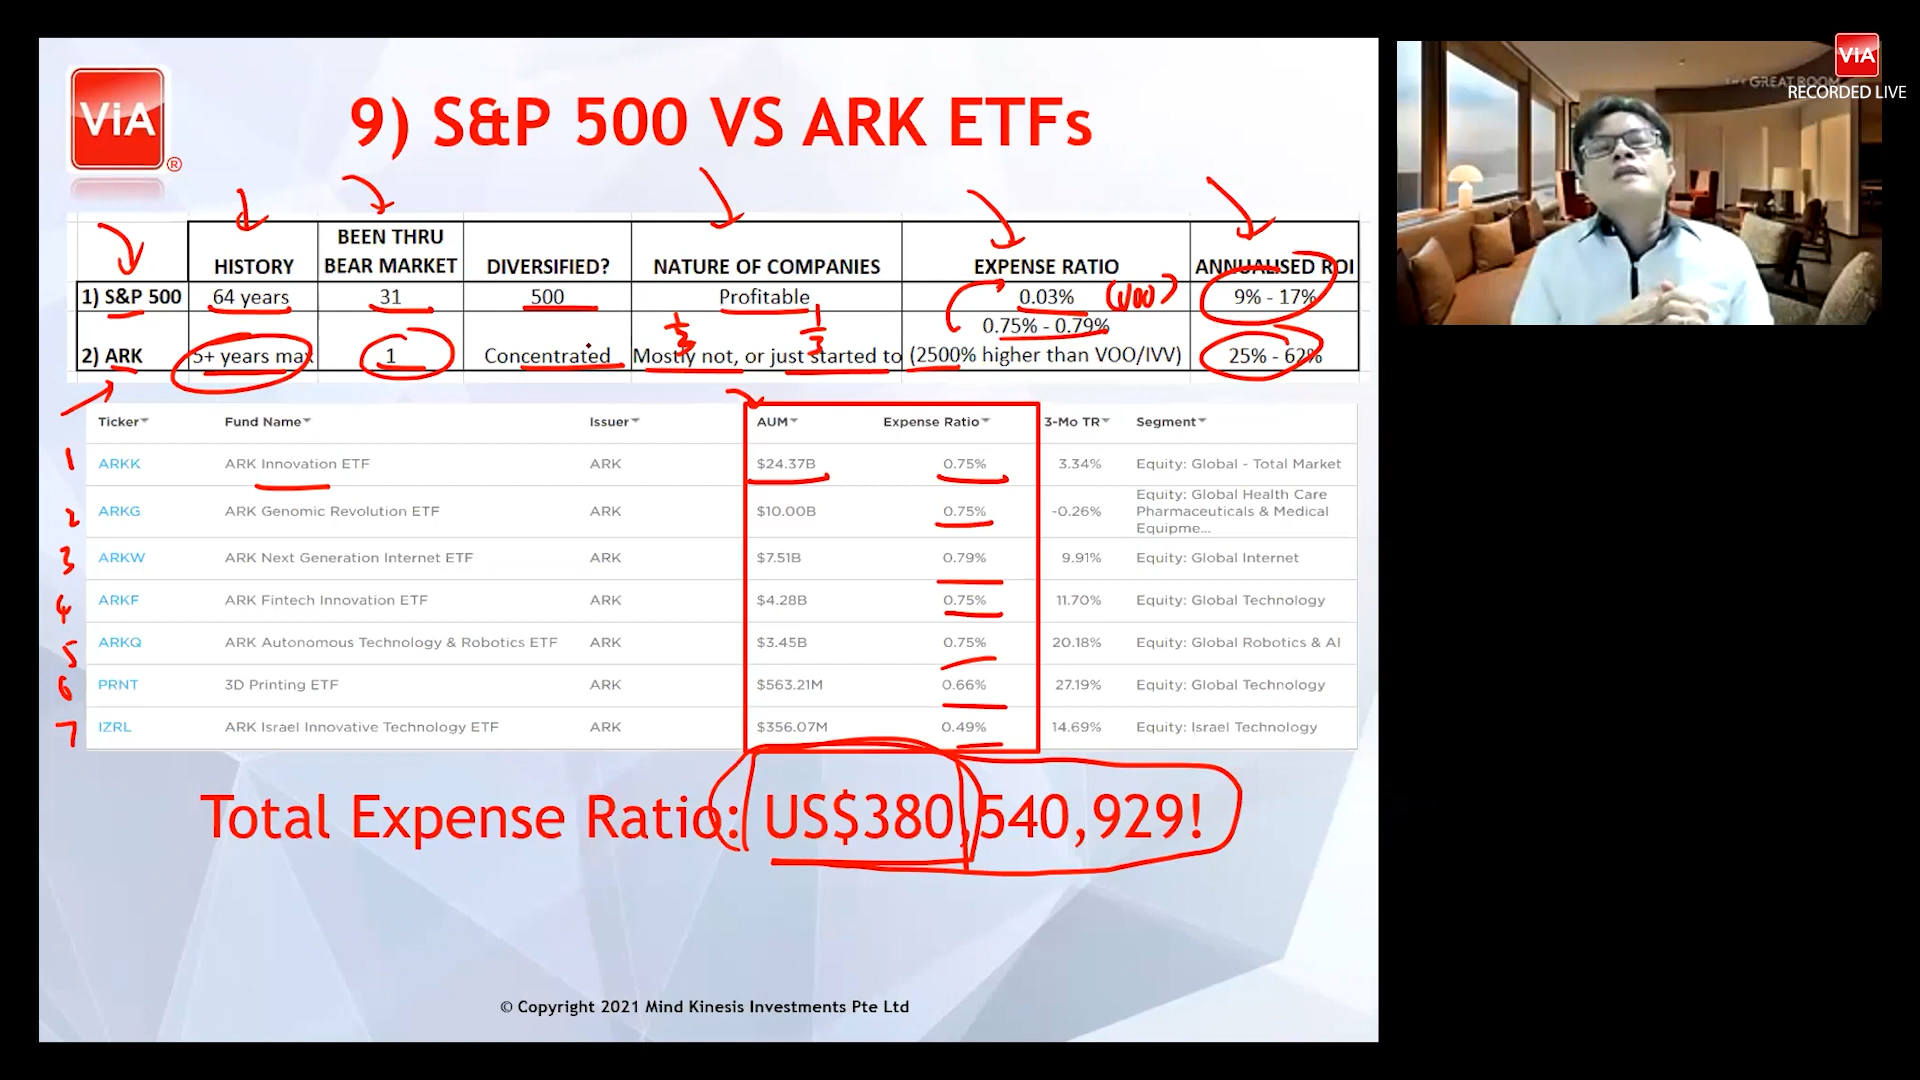 ViA
®
9) S&P 500 VS ARK ETFs
HISTORY BEEN THRU BEAR MARKET DIVERSIFIED? NATURE OF COMPANIES EXPENSE RATIO ANNUALISED ROI
1) S&P 500 64 years 31 500 Profitable 0.03% (VOO) 9% - 17%
2) ARK 5+ years max 1 Concentrated Mostly not, or just started to 0.75% - 0.79% (2500% higher than VOO/IVV) 25% - 62%
1/3 1/3
Ticker Fund Name Issuer AUM Expense Ratio 3-Mo TR Segment
1 ARKK ARK Innovation ETF ARK $24.37B 0.75% 3.34% Equity: Global - Total Market
2 ARKG ARK Genomic Revolution ETF ARK $10.00B 0.75% -0.26% Equity: Global Health Care Pharmaceuticals & Medical Equipme...
3 ARKW ARK Next Generation Internet ETF ARK $7.51B 0.79% 9.91% Equity: Global Internet
4 ARKF ARK Fintech Innovation ETF ARK $4.28B 0.75% 11.70% Equity: Global Technology
5 ARKQ ARK Autonomous Technology & Robotics ETF ARK $3.45B 0.75% 20.18% Equity: Global Robotics & AI
6 PRNT 3D Printing ETF ARK $563.21M 0.66% 27.19% Equity: Global Technology
7 IZRL ARK Israel Innovative Technology ETF ARK $356.07M 0.49% 14.69% Equity: Israel Technology
Total Expense Ratio: US$380,540,929!
© Copyright 2021 Mind Kinesis Investments Pte Ltd
ViA
GREAT ROOM
RECORDED LIVE